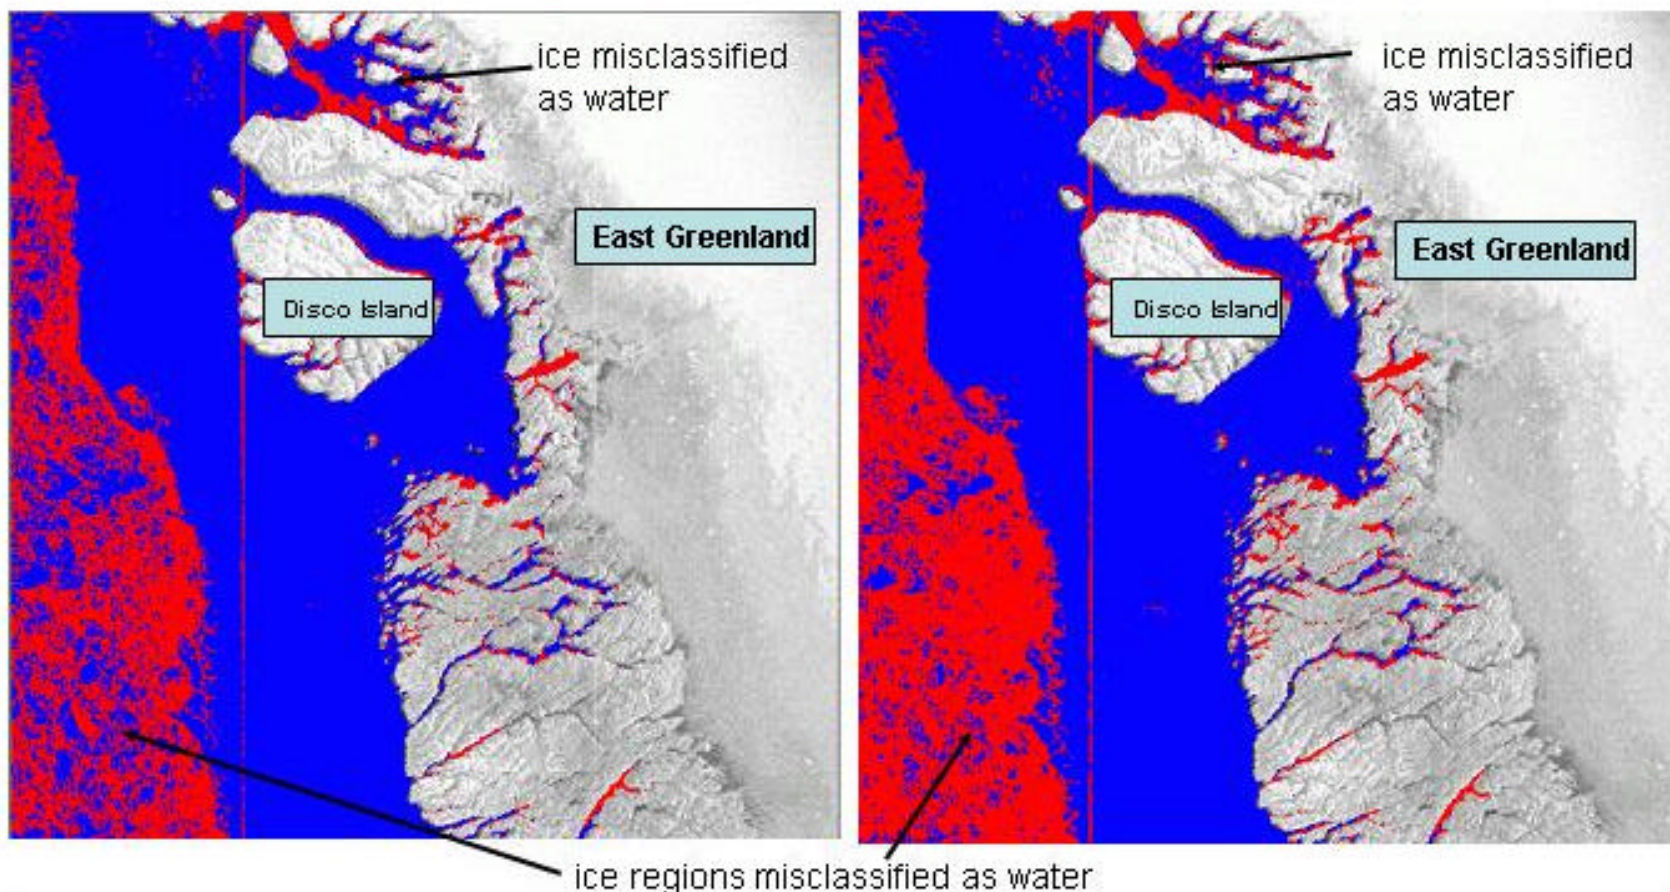 ice misclassified
as water
East Greenland
Disco Island
ice misclassified
as water
East Greenland
Disco Island
ice regions misclassified as water